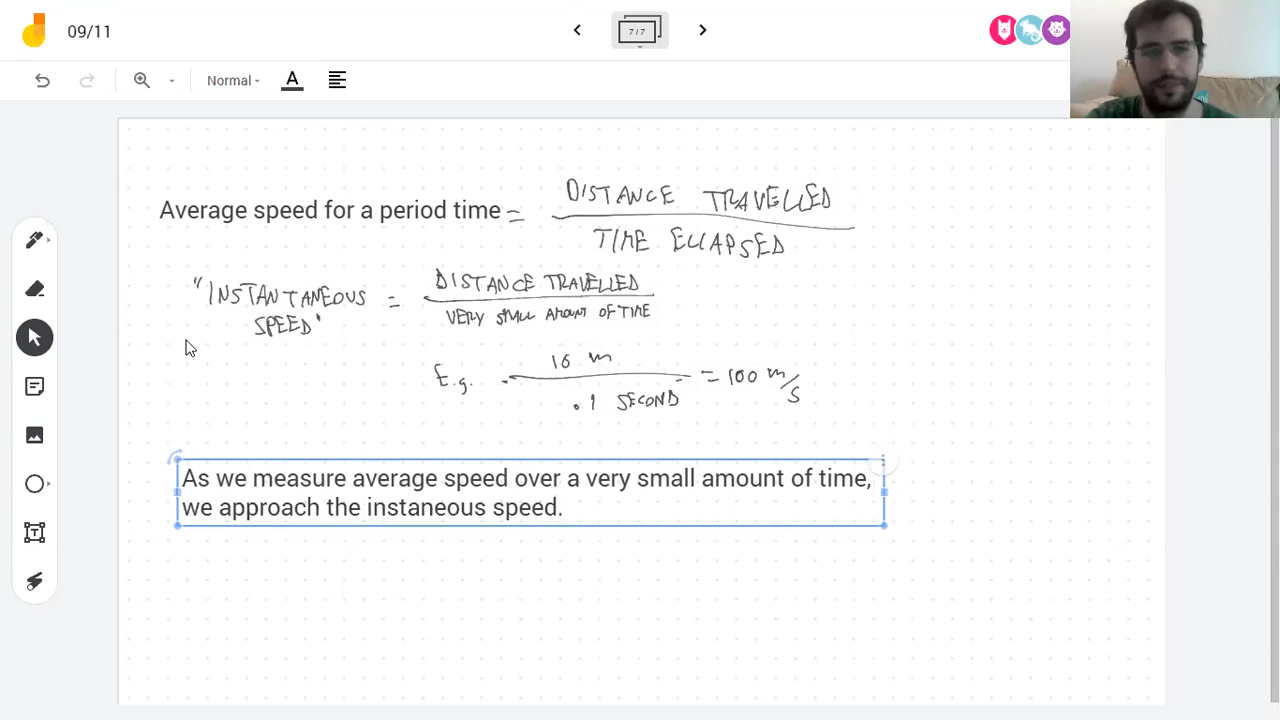 09/11
7/7
Normal
A
Average speed for a period time = DISTANCE TRAVELLED
TIME ELLAPSED
"INSTANTANEOUS SPEED" = DISTANCE TRAVELLED
VERY SMALL AMOUNT OF TIME
E.g. 10 m
.1 SECOND
= 100 m/s
As we measure average speed over a very small amount of time,
we approach the instaneous speed.